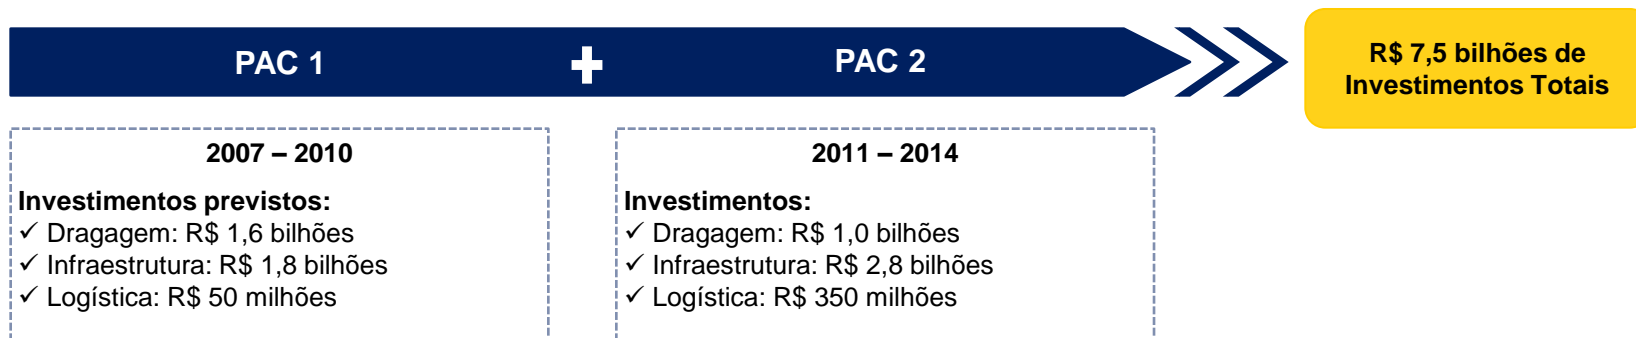 PAC 1
+
PAC 2
R$ 7,5 bilhões de
Investimentos Totais
2007 – 2010
Investimentos previstos:
✓ Dragagem: R$ 1,6 bilhões
✓ Infraestrutura: R$ 1,8 bilhões
✓ Logística: R$ 50 milhões
2011 – 2014
Investimentos:
✓ Dragagem: R$ 1,0 bilhões
✓ Infraestrutura: R$ 2,8 bilhões
✓ Logística: R$ 350 milhões